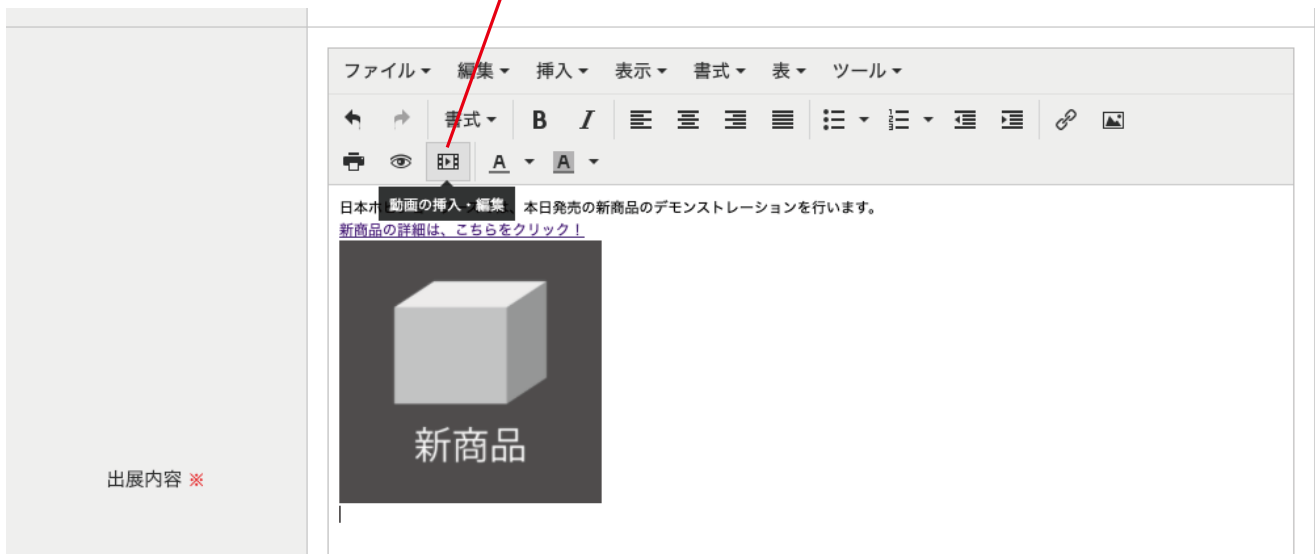 ファイル 編集 挿入 表示 書式 表 ツール
書式 B I A A
動画の挿入・編集
日本ホ は、本日発売の新商品のデモンストレーションを行います。
新商品の詳細は、こちらをクリック！
新商品
出展内容 ※